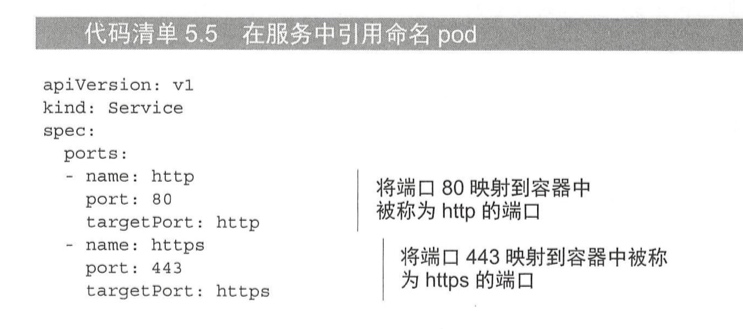 代码清单 5.5 在服务中引用命名 pod
apiVersion: v1
kind: Service
spec:
  ports:
  - name: http
    port: 80
    targetPort: http
  - name: https
    port: 443
    targetPort: https
将端口 80 映射到容器中
被称为 http 的端口
将端口 443 映射到容器中被称
为 https 的端口